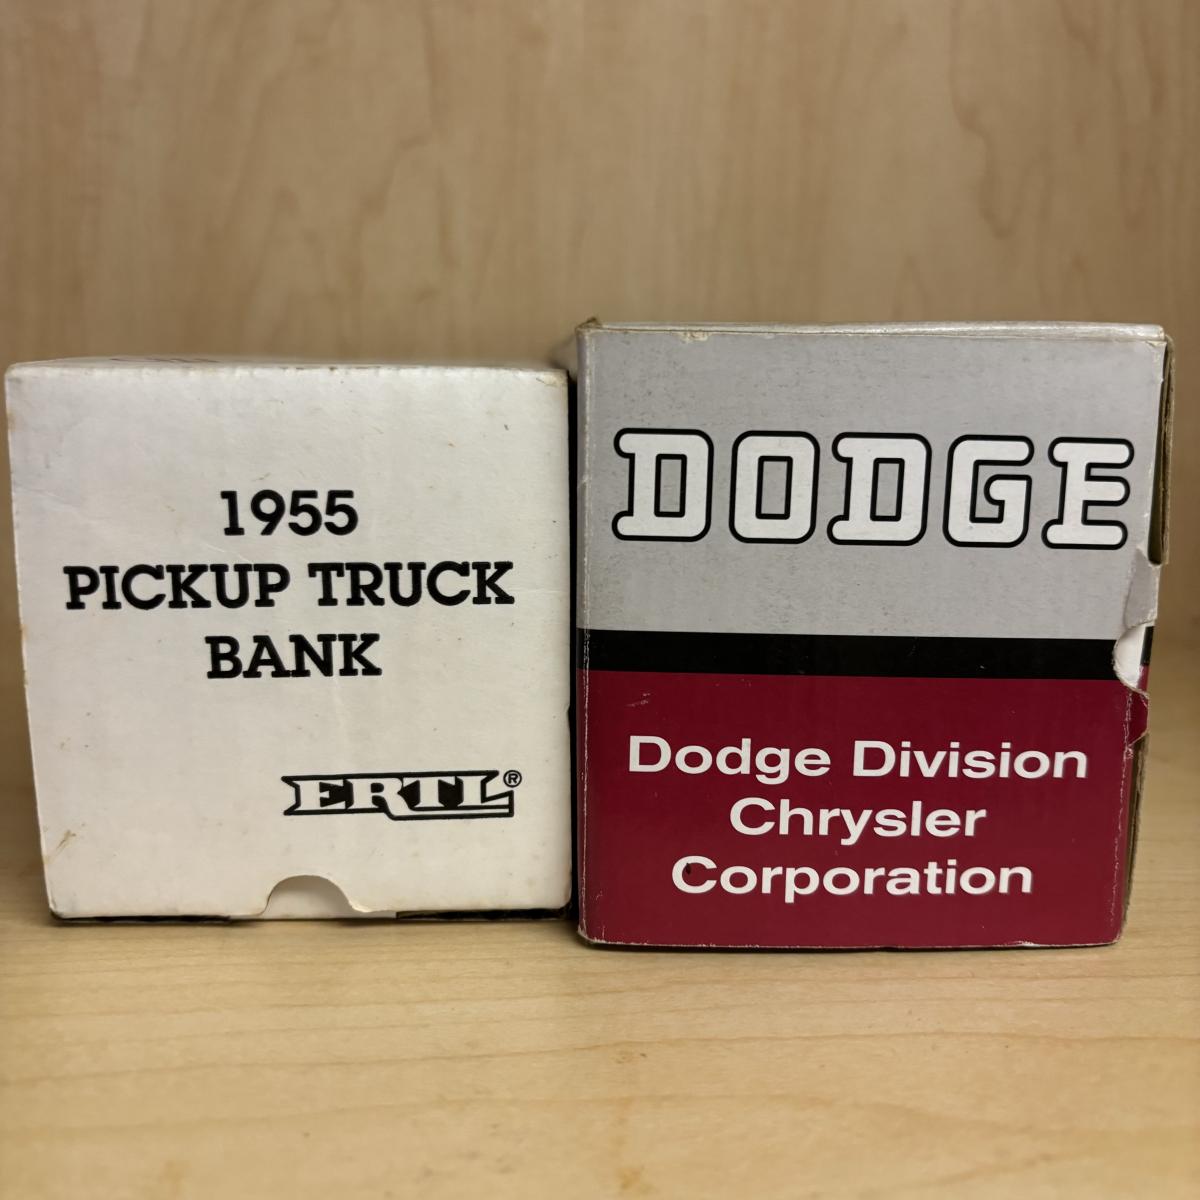 1955
PICKUP TRUCK
BANK
ERTL®
DODGE
Dodge Division
Chrysler
Corporation